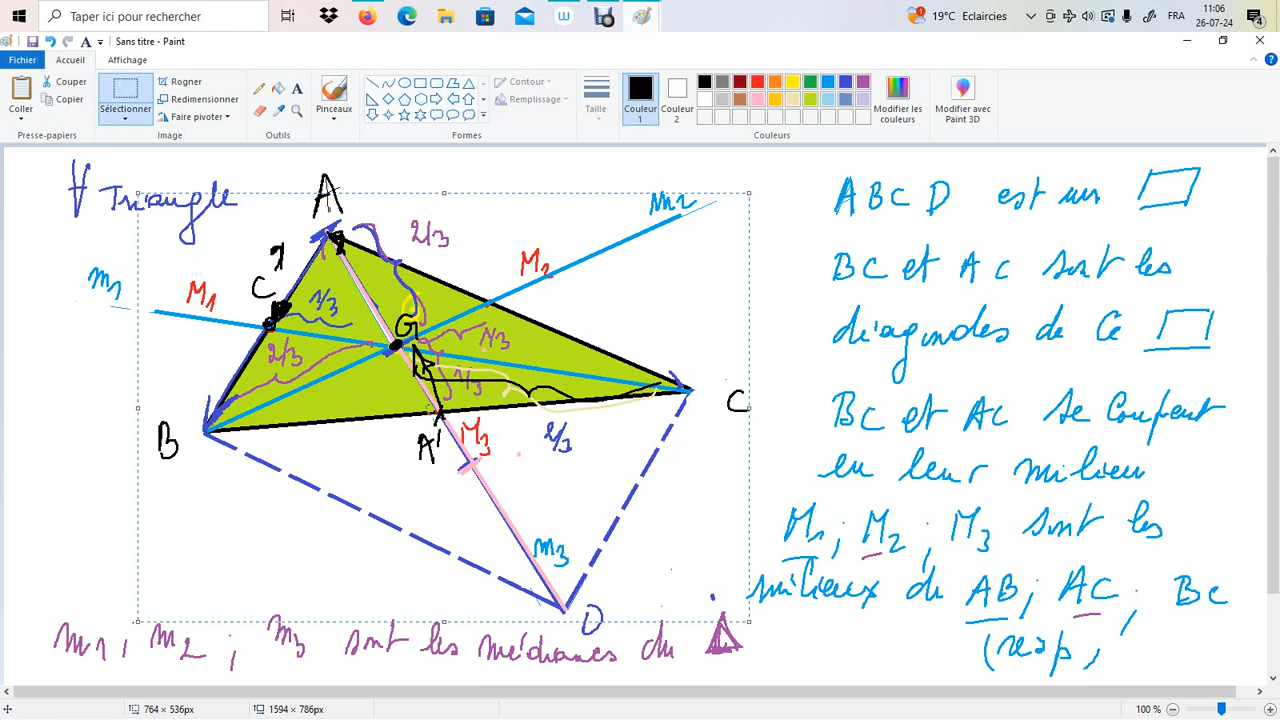 Taper ici pour rechercher
19°C Eclaircies
FRA
11:06
26-07-24
4
Sans titre - Paint
Fichier
Accueil
Affichage
Coller
Couper
Copier
Presse-papiers
Sélectionner
Rogner
Redimensionner
Faire pivoter
Image
A
Outils
Pinceaux
Contour
Remplissage
Formes
Taille
Couleur 1
Couleur 2
Modifier les couleurs
Modifier avec Paint 3D
Couleurs
∀ Triangle
A
2/3
m2
M2
C'
m1
M1
1/3
G
1/3
2/3
1/3
B
A'
M3
2/3
C
m3
D
m1, m2 ; m3 sont les médianes du Δ
ABCD est un
BC et AC sont les
diagonales de Ce
BC et AC se Coupent
en leur milieu
M1 ; M2 ; M3 sont les
milieux de AB ; AC ; BC
(resp,
764 × 536px
1594 × 786px
100 %